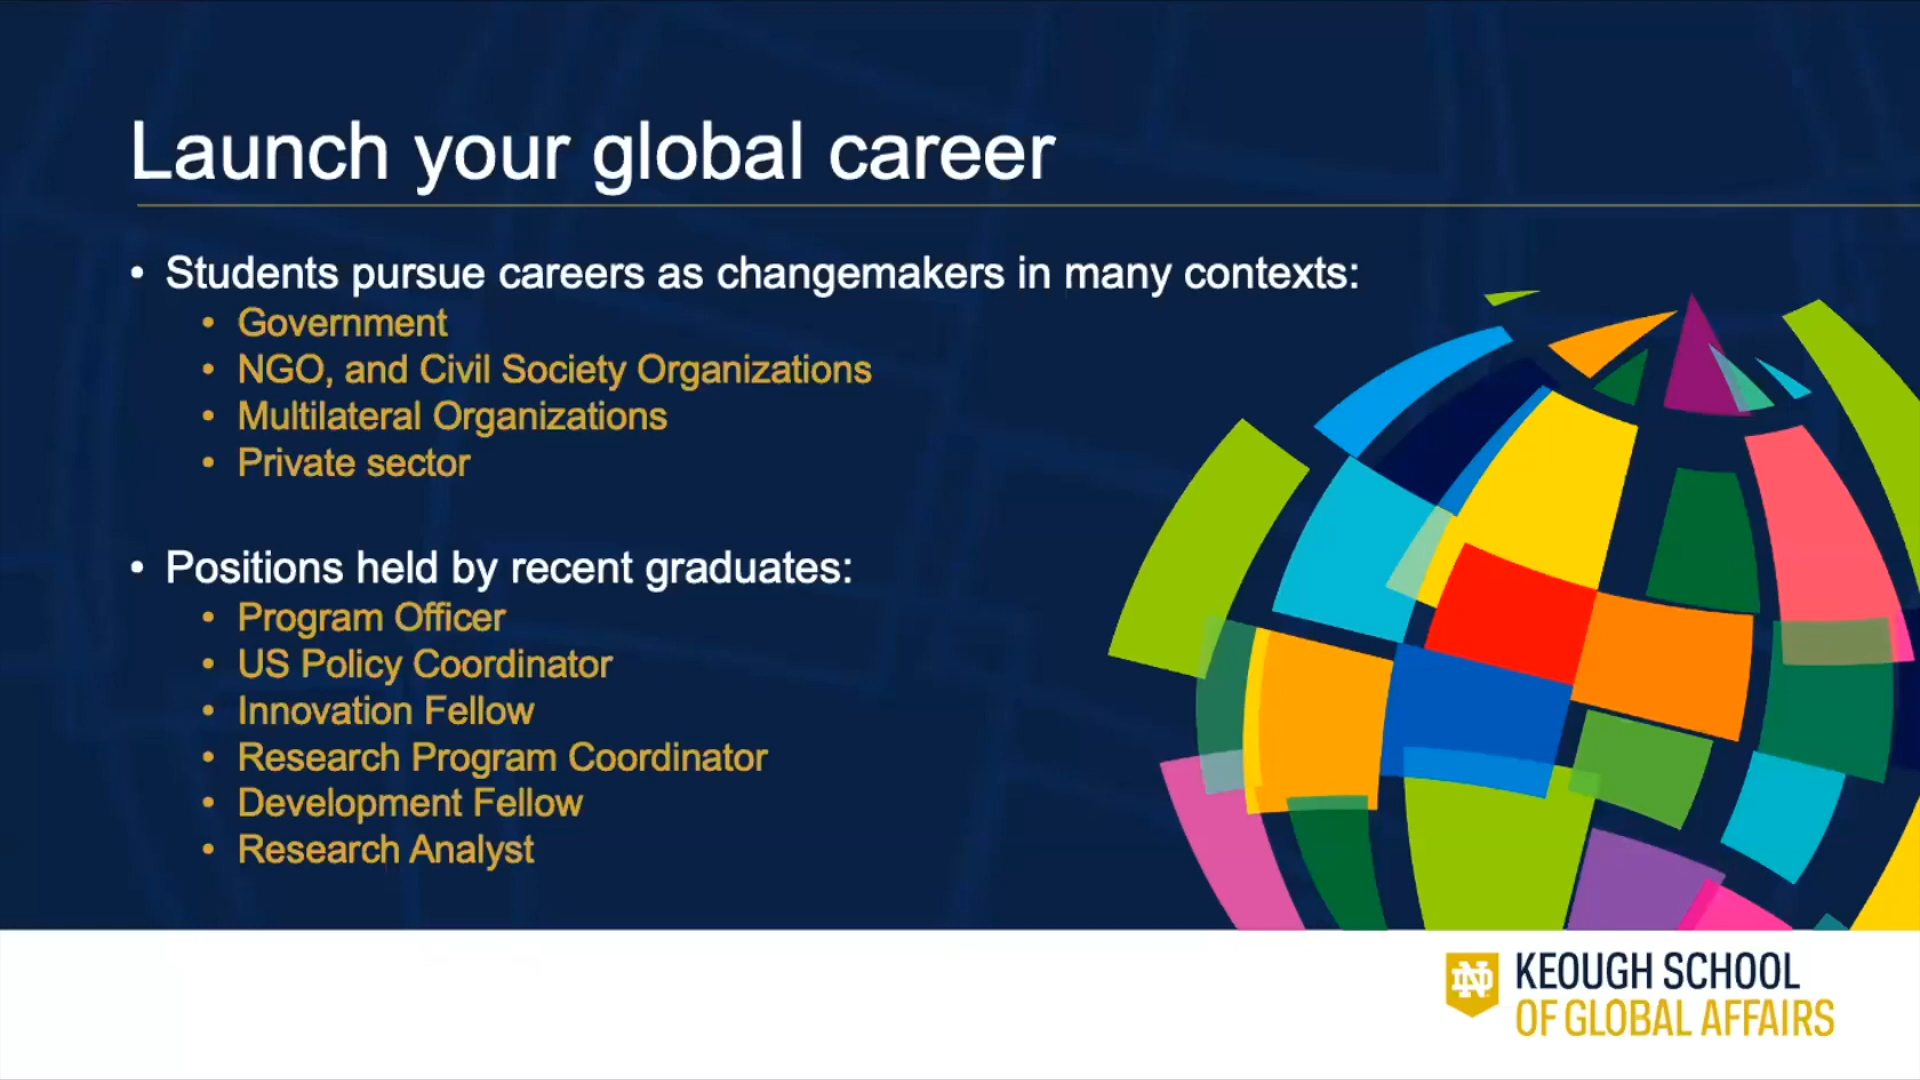 Launch your global career
• Students pursue careers as changemakers in many contexts:
• Government
• NGO, and Civil Society Organizations
• Multilateral Organizations
• Private sector
• Positions held by recent graduates:
• Program Officer
• US Policy Coordinator
• Innovation Fellow
• Research Program Coordinator
• Development Fellow
• Research Analyst
ND
KEOUGH SCHOOL
OF GLOBAL AFFAIRS